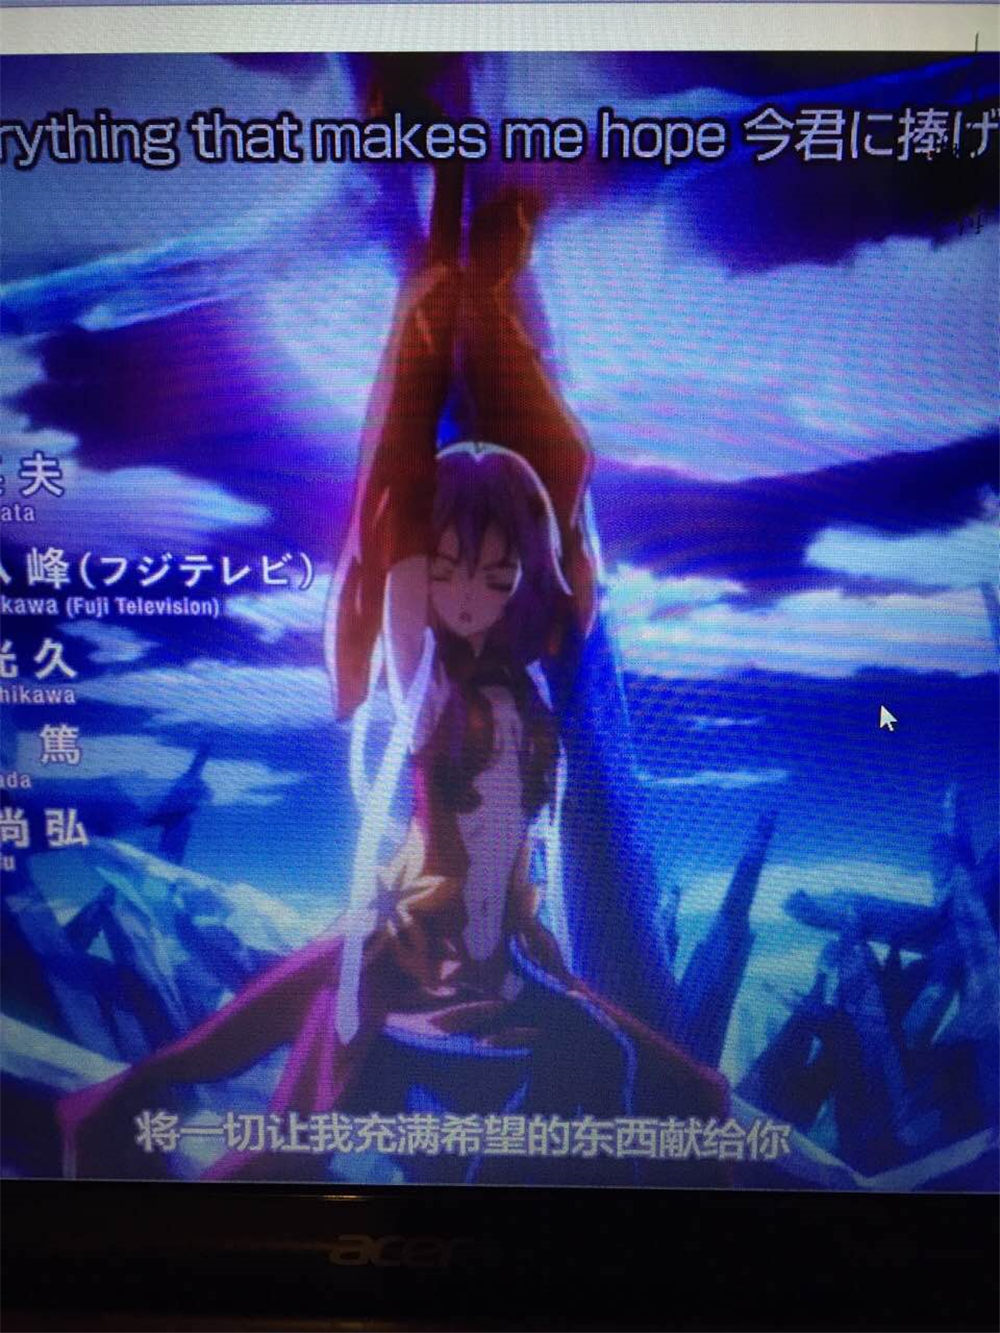 rything that makes me hope 今君に捧げ
夫
ata
峰(フジテレビ)
kawa (Fuji Television)
光 久
hikawa
篤
ada
尚 弘
fu
将一切让我充满希望的东西献给你
acer